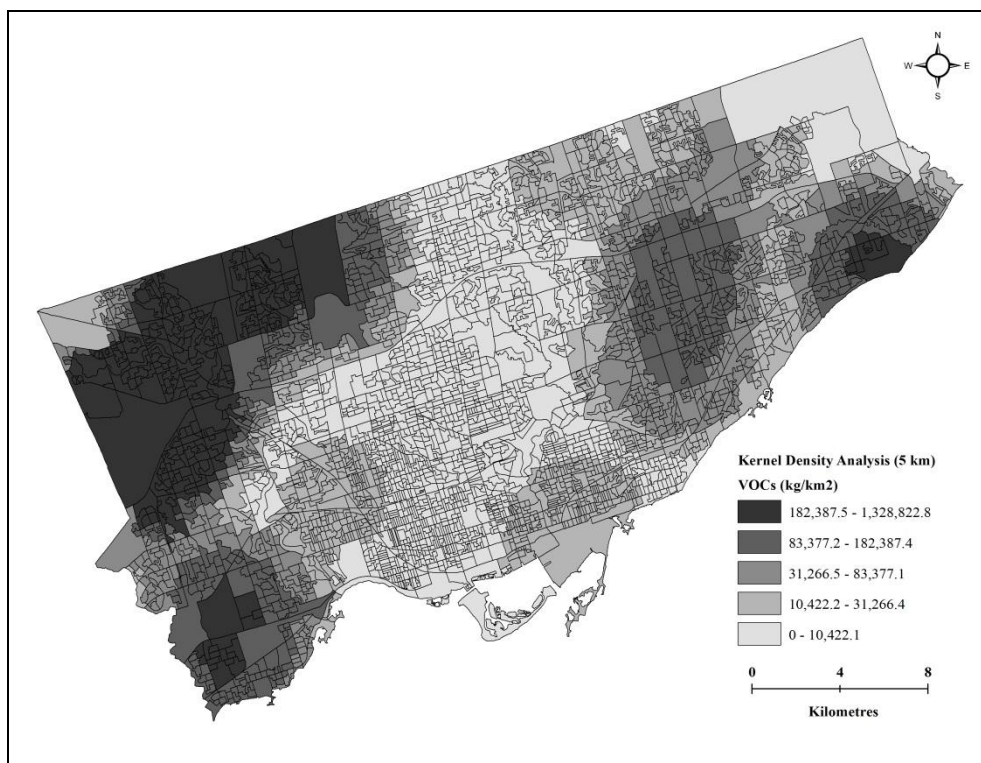 N
W E
S
Kernel Density Analysis (5 km)
VOCs (kg/km2)
182,387.5 - 1,328,822.8
83,377.2 - 182,387.4
31,266.5 - 83,377.1
10,422.2 - 31,266.4
0 - 10,422.1
0 4 8
Kilometres